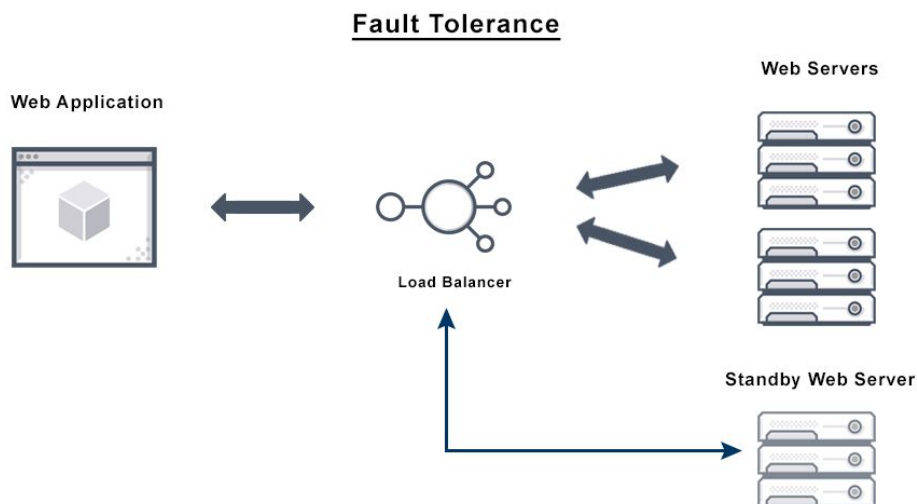 Fault Tolerance
Web Servers
Web Application
Load Balancer
Standby Web Server